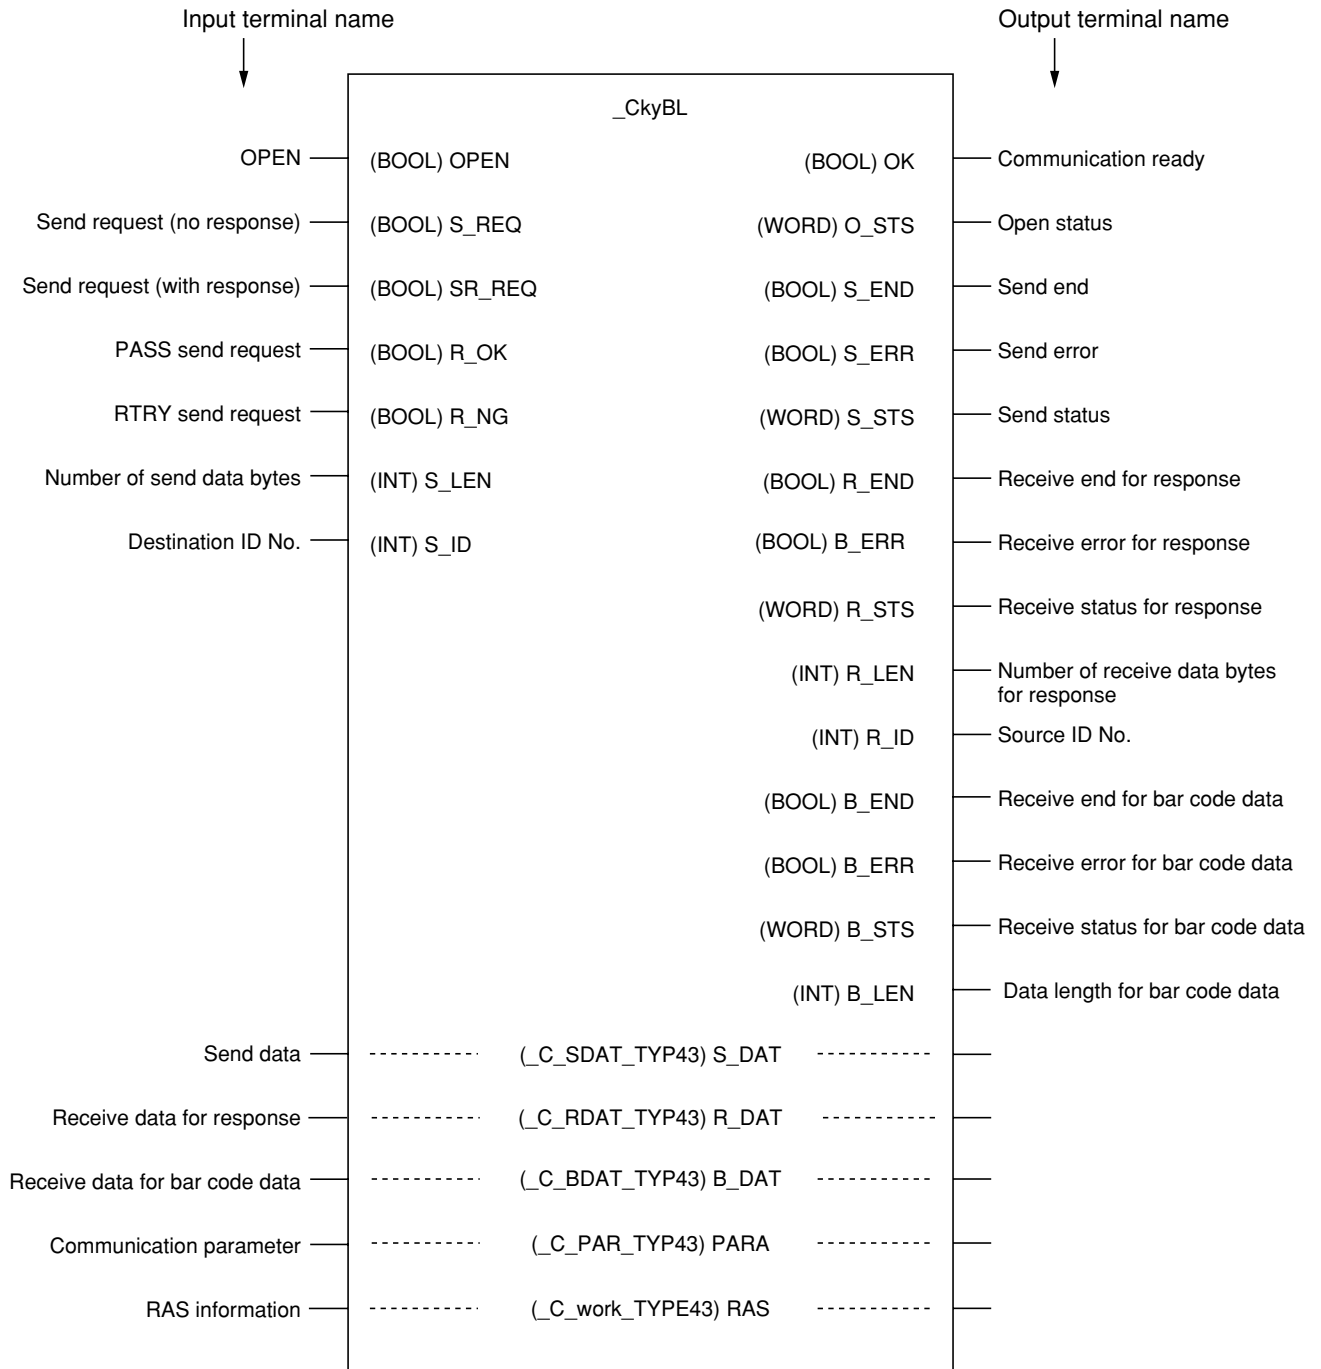 Input terminal name
Output terminal name
_CkyBL
OPEN (BOOL) OPEN (BOOL) OK Communication ready
Send request (no response) (BOOL) S_REQ (WORD) O_STS Open status
Send request (with response) (BOOL) SR_REQ (BOOL) S_END Send end
PASS send request (BOOL) R_OK (BOOL) S_ERR Send error
RTRY send request (BOOL) R_NG (WORD) S_STS Send status
Number of send data bytes (INT) S_LEN (BOOL) R_END Receive end for response
Destination ID No. (INT) S_ID (BOOL) B_ERR Receive error for response
(WORD) R_STS Receive status for response
(INT) R_LEN Number of receive data bytes
for response
(INT) R_ID Source ID No.
(BOOL) B_END Receive end for bar code data
(BOOL) B_ERR Receive error for bar code data
(WORD) B_STS Receive status for bar code data
(INT) B_LEN Data length for bar code data
Send data (_C_SDAT_TYP43) S_DAT
Receive data for response (_C_RDAT_TYP43) R_DAT
Receive data for bar code data (_C_BDAT_TYP43) B_DAT
Communication parameter (_C_PAR_TYP43) PARA
RAS information (_C_work_TYPE43) RAS